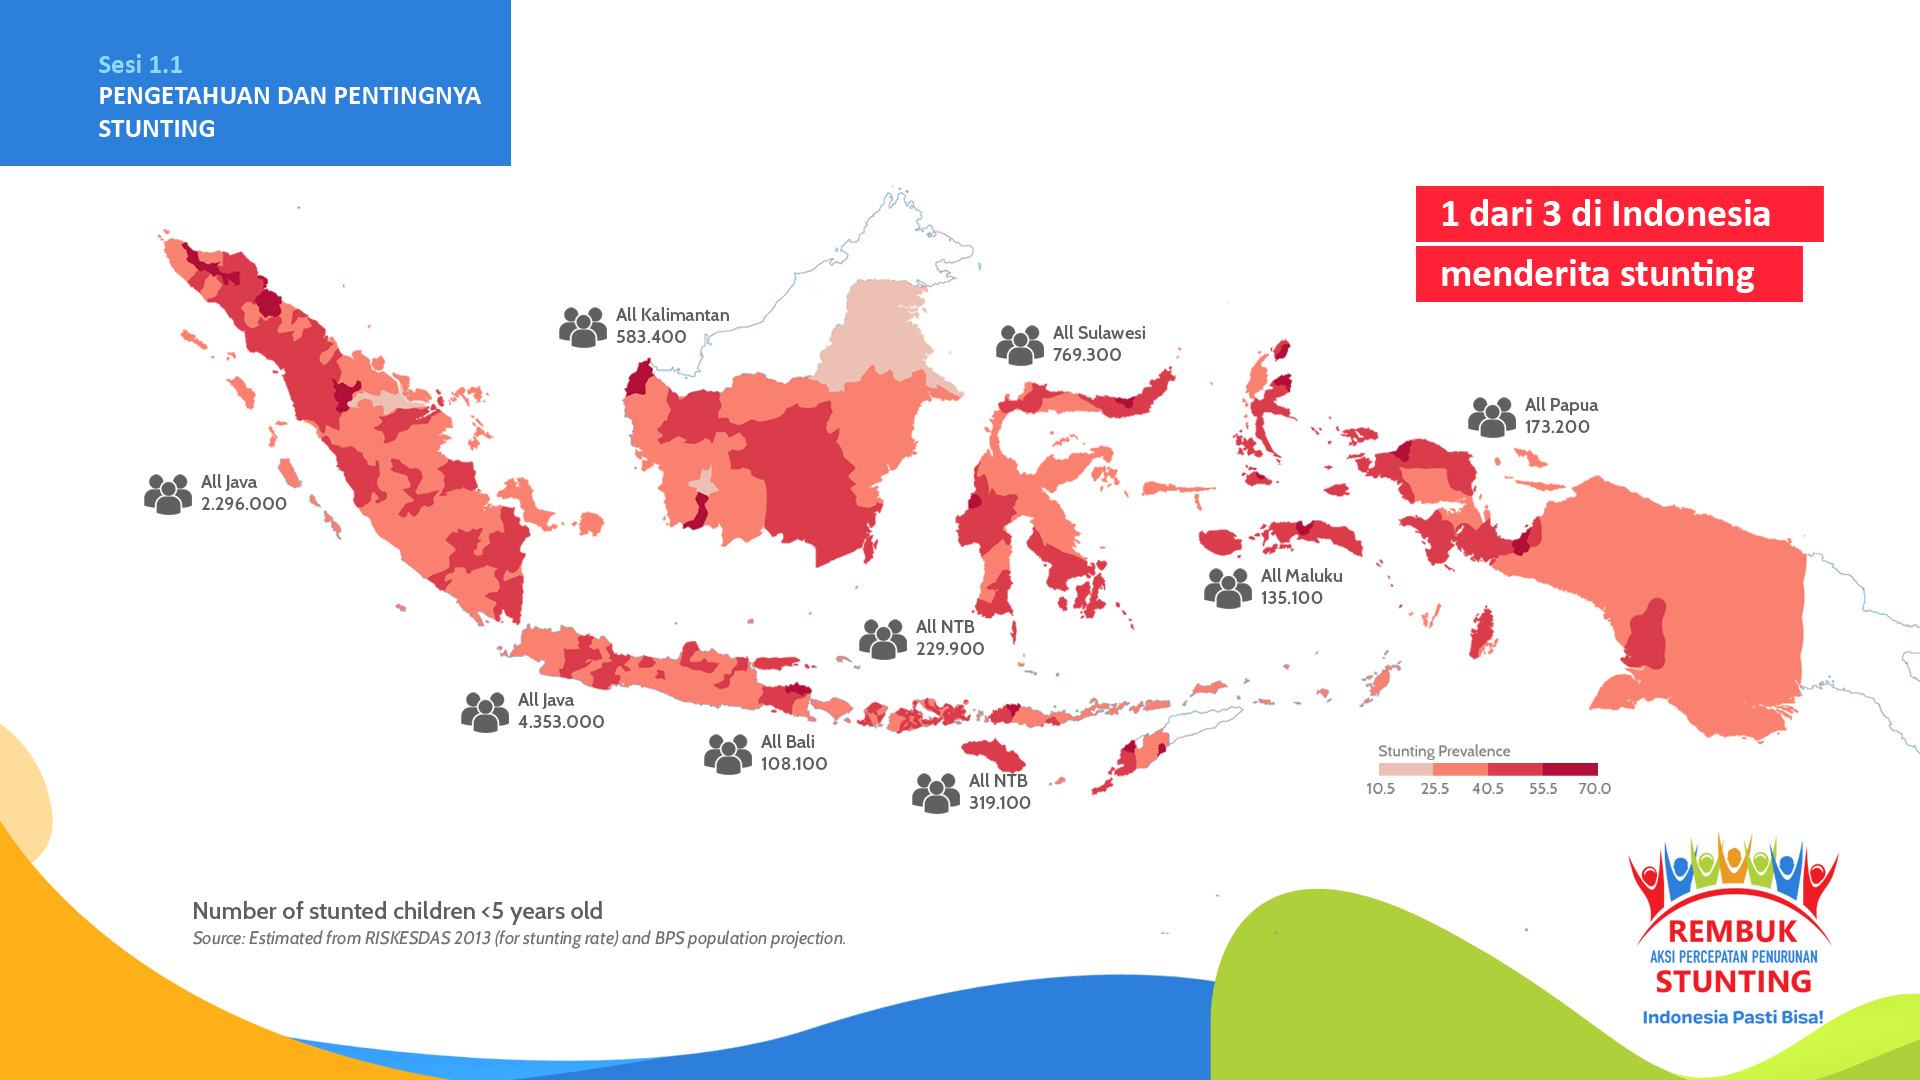 Sesi 1.1
PENGETAHUAN DAN PENTINGNYA
STUNTING
1 dari 3 di Indonesia
menderita stunting
All Kalimantan
583.400
All Sulawesi
769.300
All Papua
173.200
All Java
2.296.000
All Maluku
135.100
All NTB
229.900
All Java
4.353.000
All Bali
108.100
All NTB
319.100
Stunting Prevalence
10.5 25.5 40.5 55.5 70.0
Number of stunted children <5 years old
Source: Estimated from RISKESDAS 2013 (for stunting rate) and BPS population projection.
REMBUK
AKSI PERCEPATAN PENURUNAN
STUNTING
Indonesia Pasti Bisa!